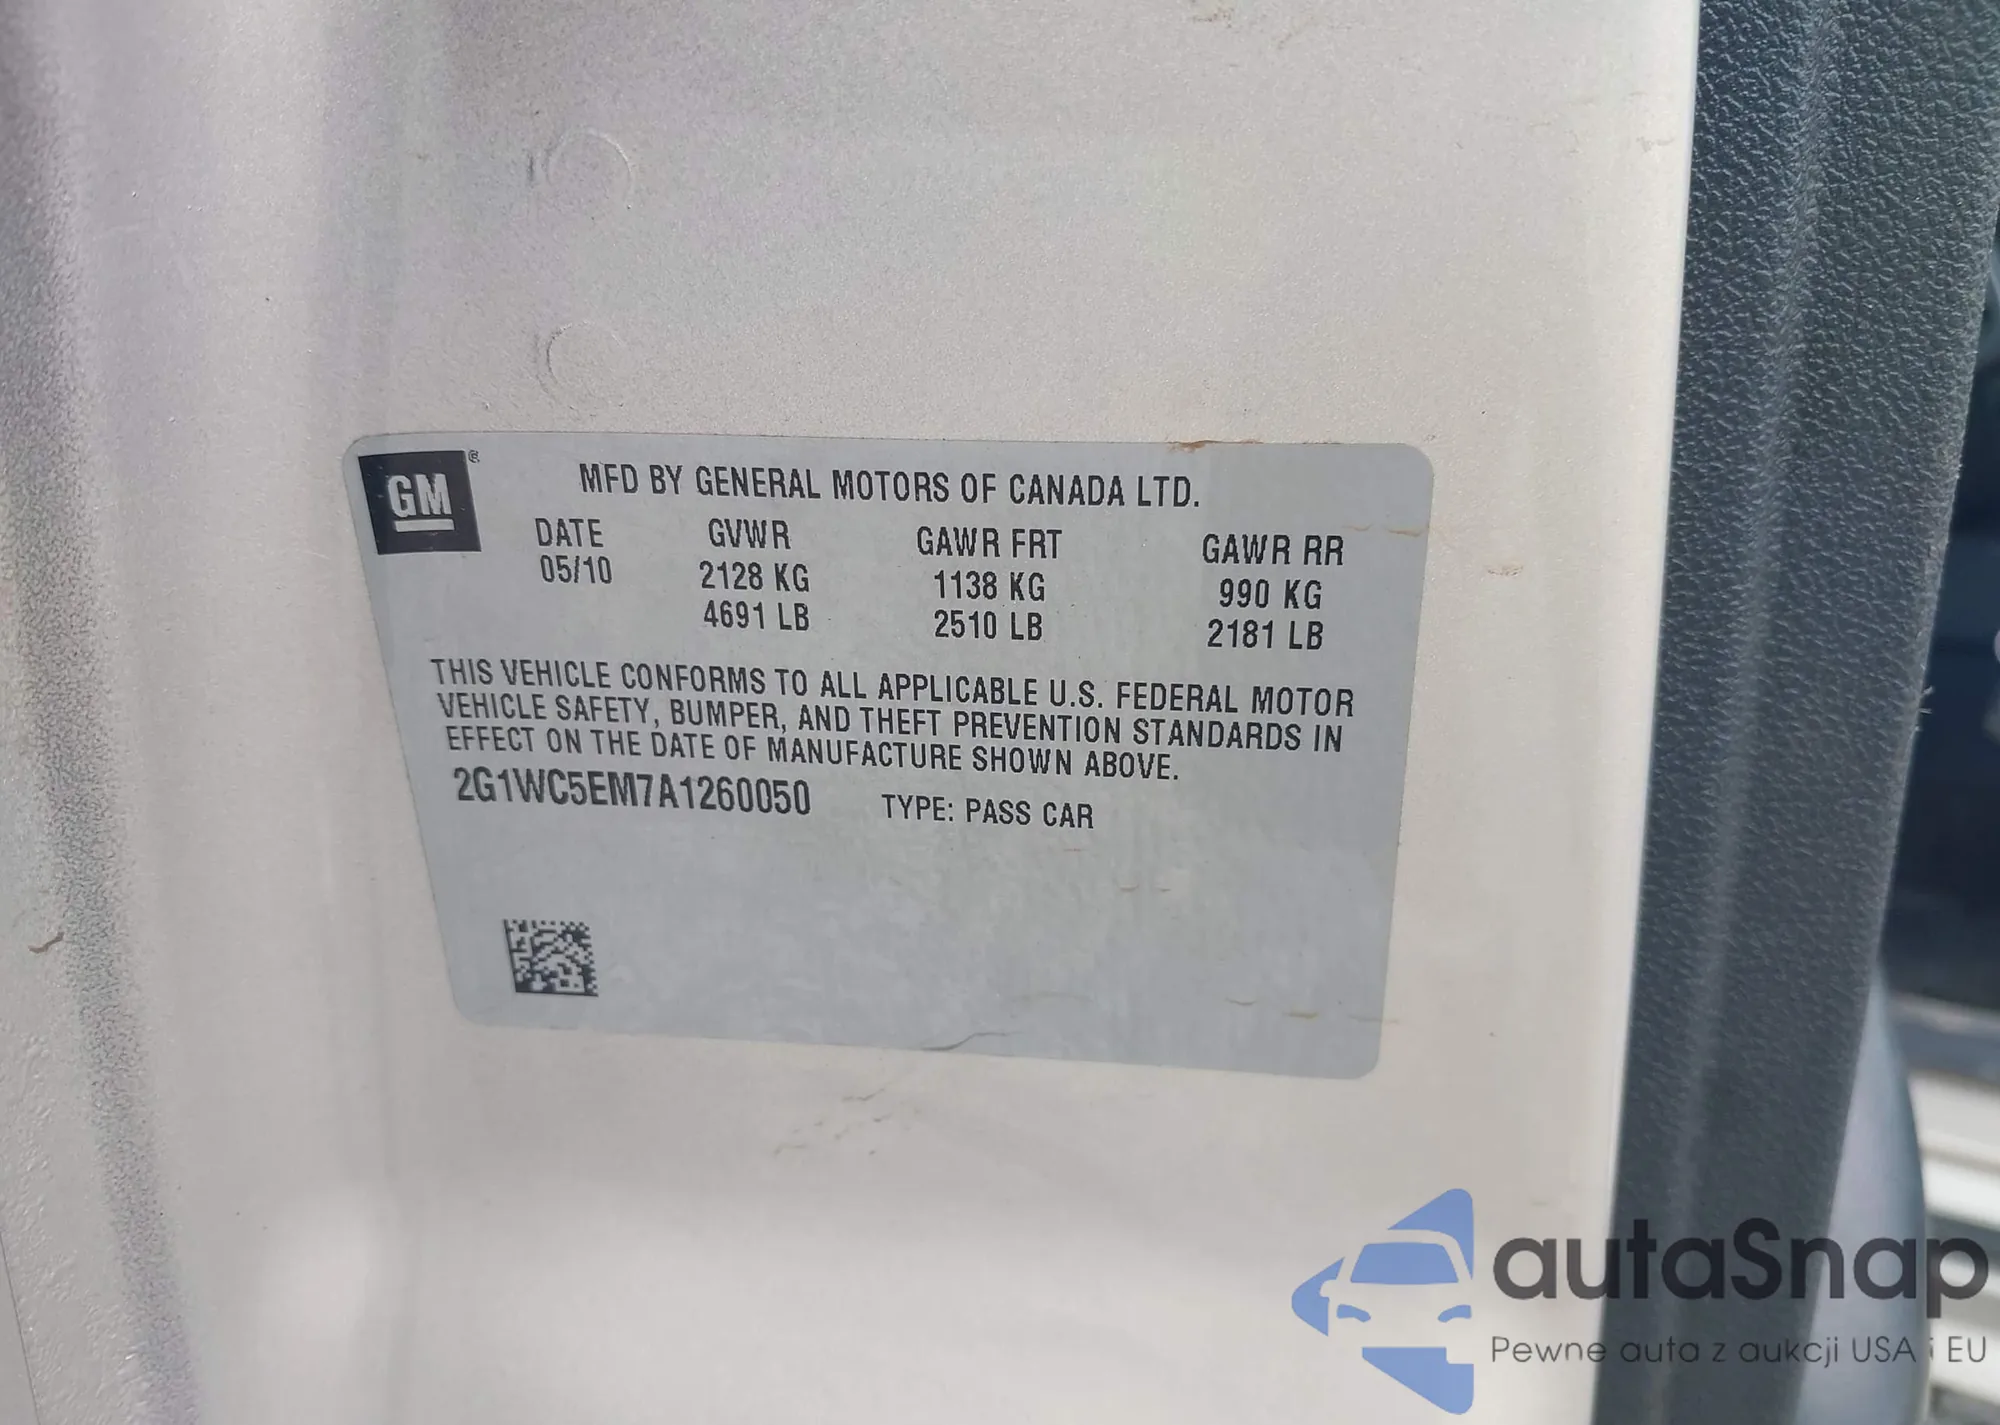 GM
MFD BY GENERAL MOTORS OF CANADA LTD.
DATE GVWR GAWR FRT GAWR RR
05/10 2128 KG 1138 KG 990 KG
4691 LB 2510 LB 2181 LB
THIS VEHICLE CONFORMS TO ALL APPLICABLE U.S. FEDERAL MOTOR
VEHICLE SAFETY, BUMPER, AND THEFT PREVENTION STANDARDS IN
EFFECT ON THE DATE OF MANUFACTURE SHOWN ABOVE.
2G1WC5EM7A1260050 TYPE: PASS CAR
autaSnap
Pewne auta z aukcji USA i EU